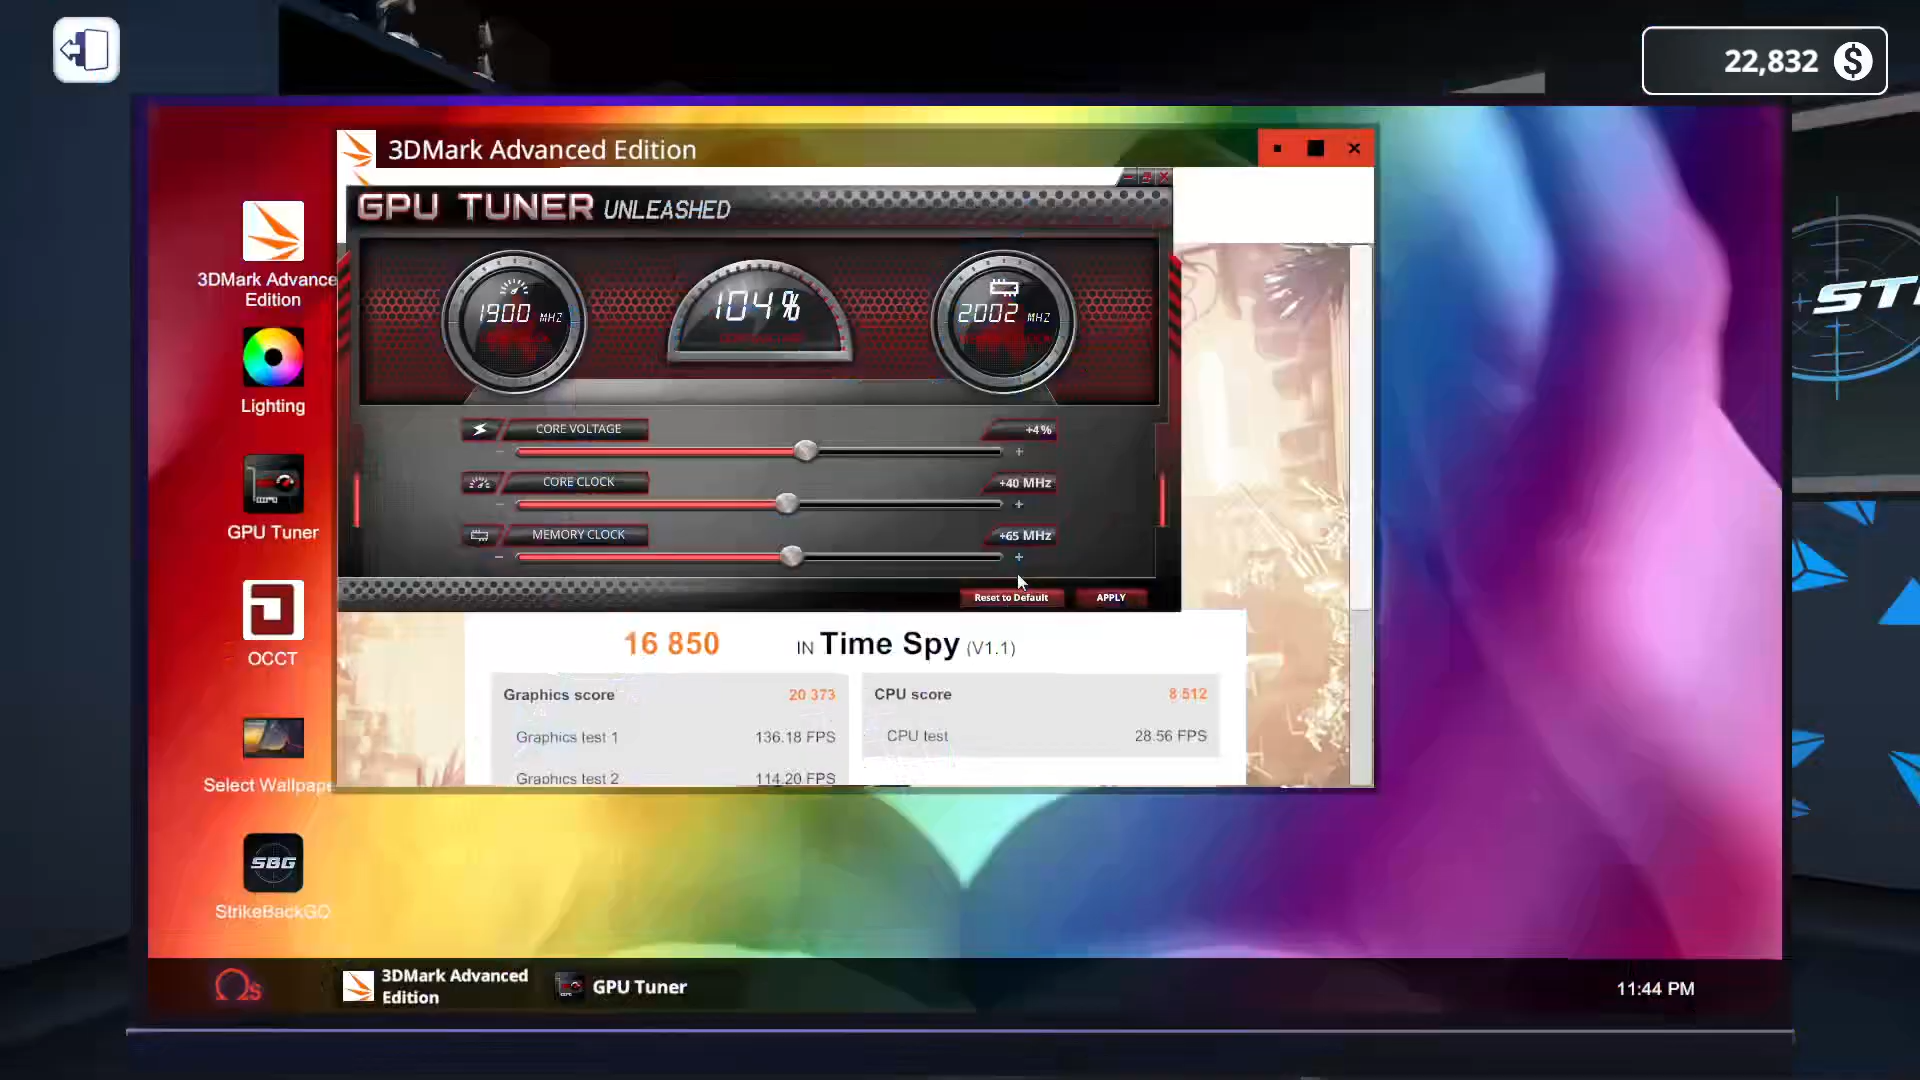 22,832
3DMark Advanced Edition
GPU TUNER UNLEASHED
1900 MHZ
104%
2002 MHZ
CORE VOLTAGE
+4%
CORE CLOCK
+40 MHz
MEMORY CLOCK
+65 MHz
Reset to Default
APPLY
16 850
IN Time Spy (V1.1)
Graphics score
20 373
CPU score
8 512
Graphics test 1
136.18 FPS
CPU test
28.56 FPS
Graphics test 2
114.20 FPS
3DMark Advance
Edition
Lighting
GPU Tuner
OCCT
Select Wallpape
SBG
StrikeBackGO
Ωs
3DMark Advanced
Edition
GPU Tuner
11:44 PM
ST